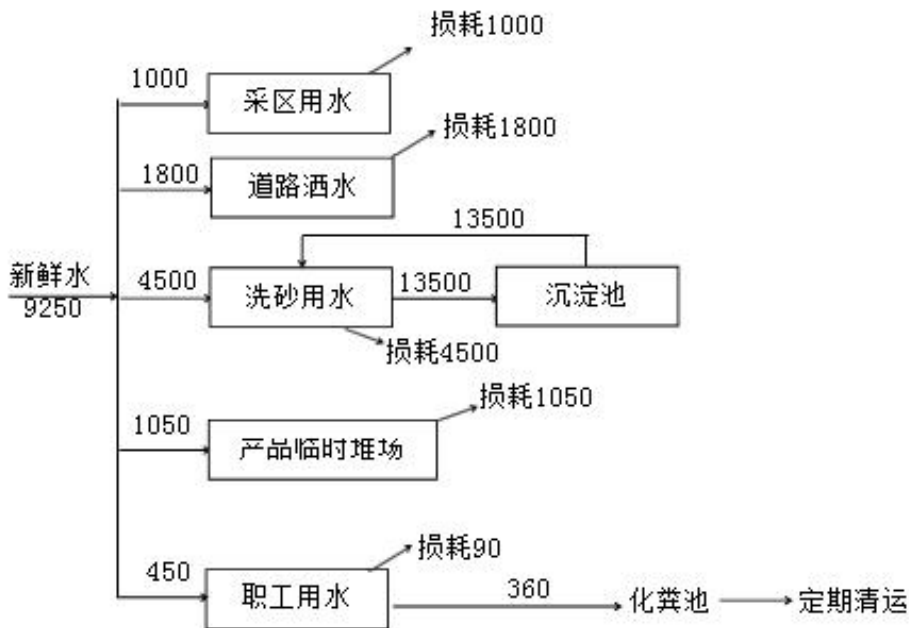 损耗1000
1000
采区用水
损耗1800
1800
道路洒水
13500
新鲜水
9250
4500
洗砂用水
13500
沉淀池
损耗4500
损耗1050
1050
产品临时堆场
损耗90
450
职工用水
360
化粪池
定期清运